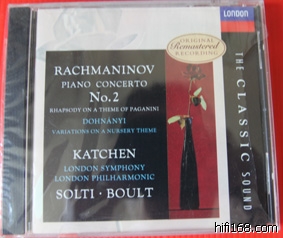 LONDON
ORIGINAL
Remastered
RECORDING
RACHMANINOV
PIANO CONCERTO
No.2
RHAPSODY ON A THEME OF PAGANINI
DOHNÁNYI
VARIATIONS ON A NURSERY THEME
KATCHEN
LONDON SYMPHONY
LONDON PHILHARMONIC
SOLTI · BOULT
THE CLASSIC SOUND
hifi168.com